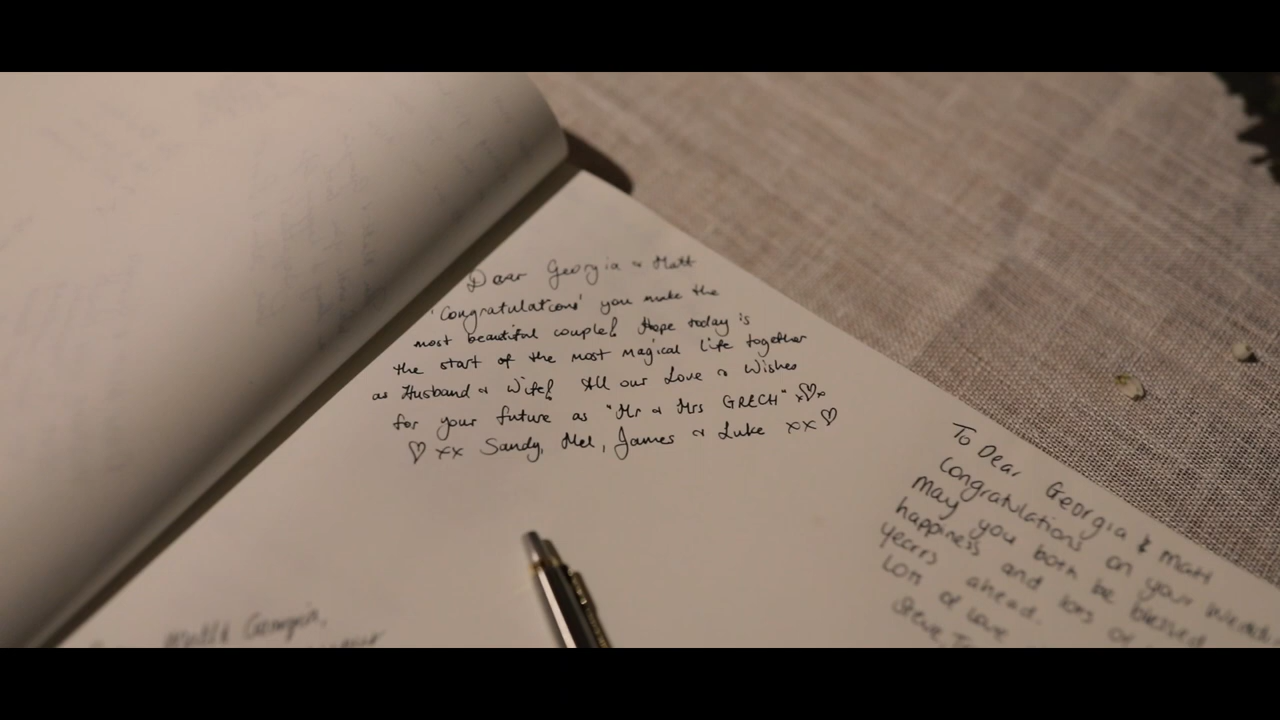 Dear Georgia & Matt
'Congratulations' you make the
most beautiful couple! Hope today is
the start of the most magical life together
as Husband & Wife! All our Love & Wishes
for your future as "Mr & Mrs GRECH" x♡x
♡ xx Sandy, Mel, James & Luke xx ♡
To Dear Georgia & Matt
Congratulations on your
may you both be blessed
happiness and lots of
years ahead.
Lots of Love
Steve,
Georgia,